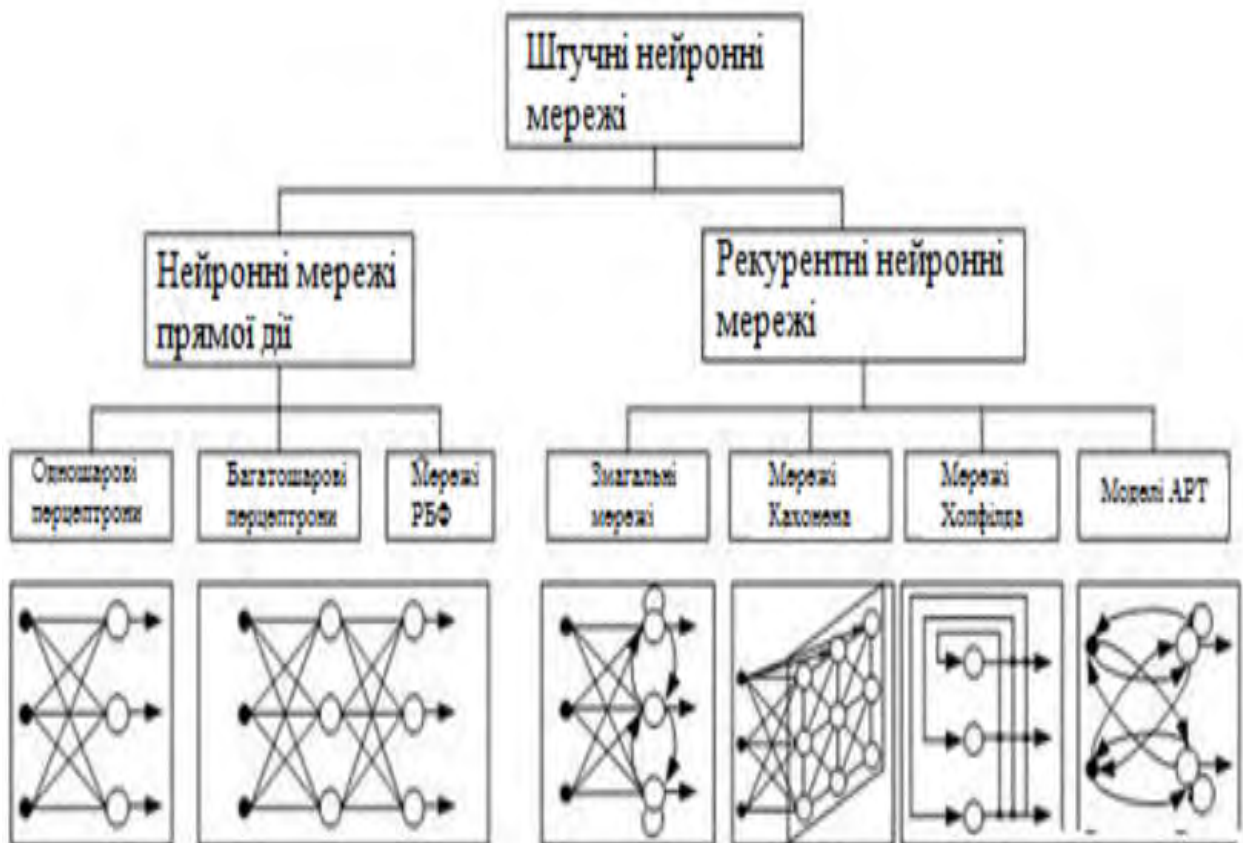 Штучні нейронні
мережі
Нейронні мережі
прямої дії
Рекурентні нейронні
мережі
Одношарові
перцептрони
Багатошарові
перцептрони
Мережі
РБФ
Змагальні
мережі
Мережі
Кахонена
Мережі
Хопфілда
Моделі АРТ